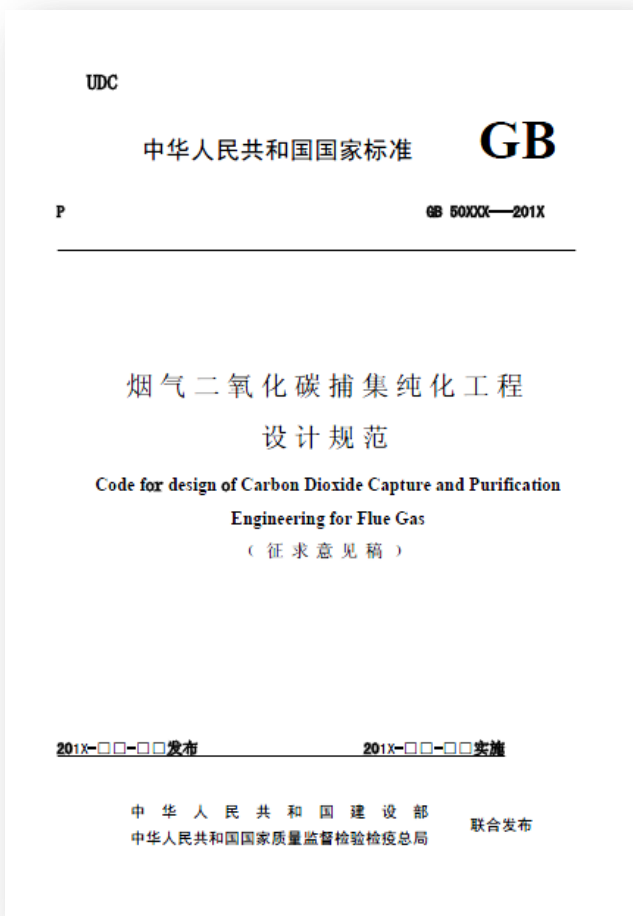 UDC
中华人民共和国国家标准 GB
P GB 50XXX—201X
烟气二氧化碳捕集纯化工程
设计规范
Code for design of Carbon Dioxide Capture and Purification
Engineering for Flue Gas
（征求意见稿）
201X-□□-□□发布 201X-□□-□□实施
中华人民共和国建设部
中华人民共和国国家质量监督检验检疫总局 联合发布